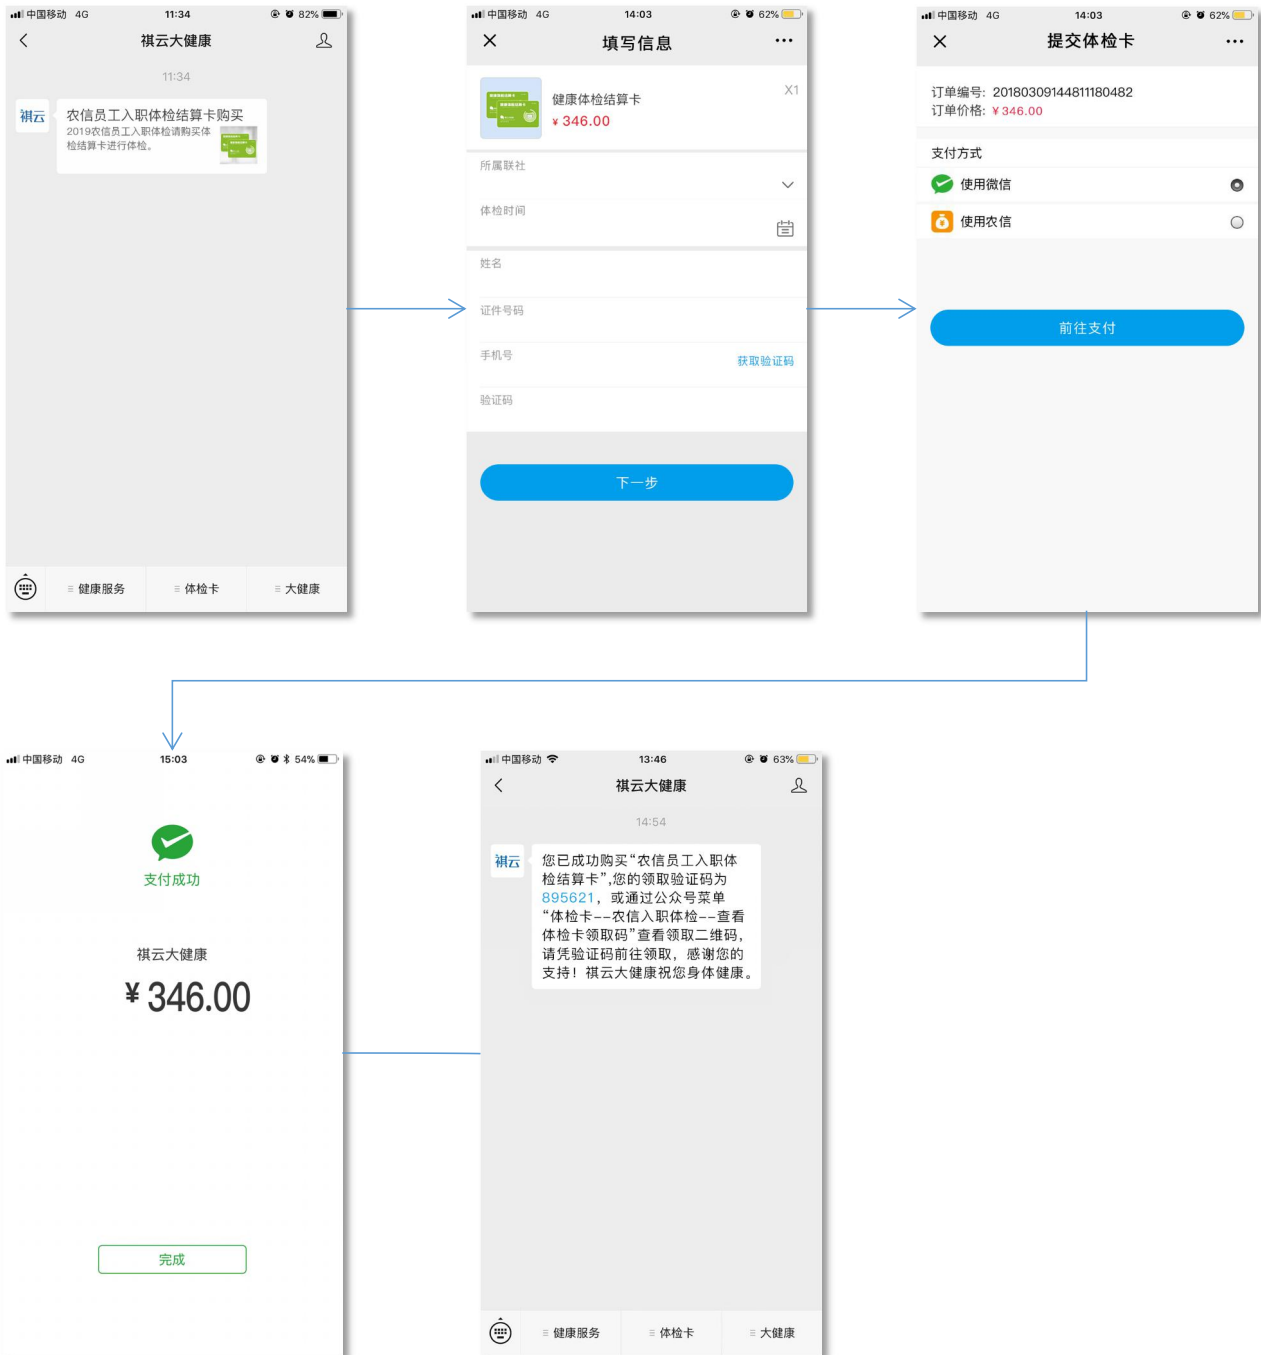 中国移动 4G 11:34 82%
祺云大健康
11:34
祺云
农信员工入职体检结算卡购买
2019农信员工入职体检请购买体
检结算卡进行体检。
健康服务 体检卡 大健康
中国移动 4G 14:03 62%
填写信息
健康体检结算卡 X1
¥ 346.00
所属联社
体检时间
姓名
证件号码
手机号 获取验证码
验证码
下一步
中国移动 4G 14:03 62%
提交体检卡
订单编号: 20180309144811180482
订单价格: ¥346.00
支付方式
使用微信
使用农信
前往支付
中国移动 4G 15:03 54%
支付成功
祺云大健康
¥346.00
完成
中国移动 13:46 63%
祺云大健康
14:54
祺云
您已成功购买“农信员工入职体
检结算卡”,您的领取验证码为
895621，或通过公众号菜单
“体检卡--农信入职体检--查看
体检卡领取码”查看领取二维码，
请凭验证码前往领取，感谢您的
支持！祺云大健康祝您身体健康。
健康服务 体检卡 大健康